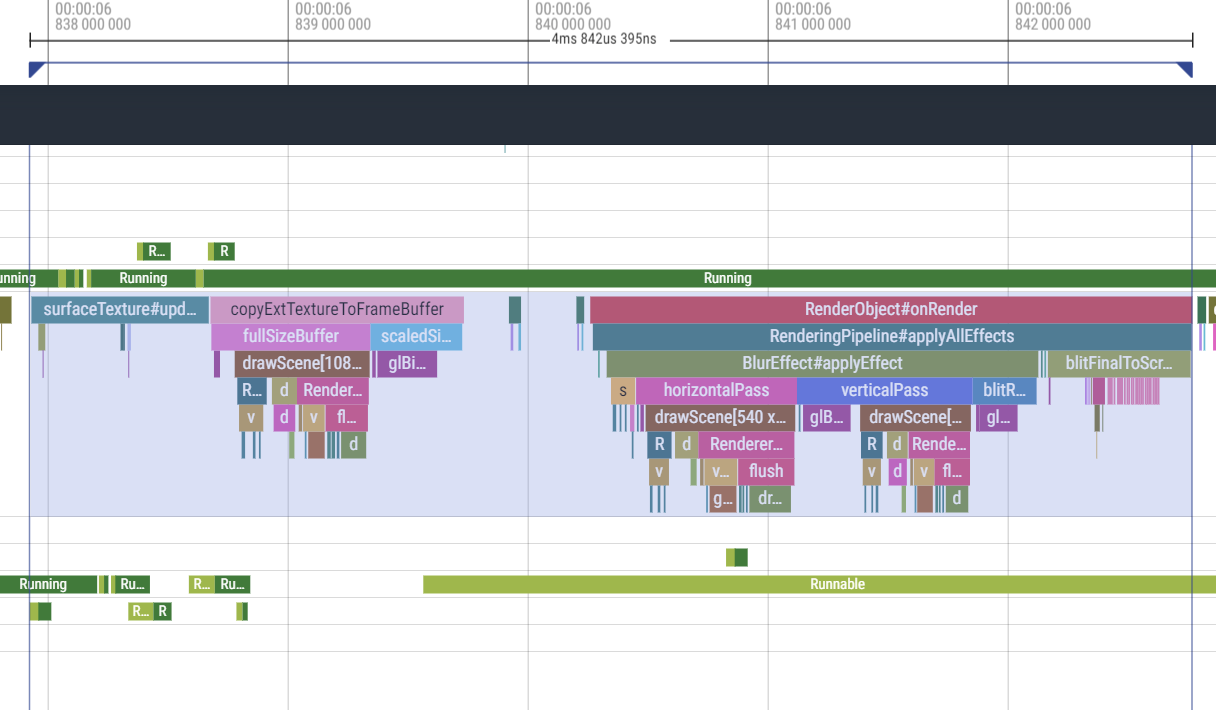 00:00:06 00:00:06 00:00:06 00:00:06 00:00:06
838 000 000 839 000 000 840 000 000 841 000 000 842 000 000
4ms 842us 395ns
R... R
unning Running Running
surfaceTexture#upd... copyExtTextureToFrameBuffer RenderObject#onRender
fullSizeBuffer scaledSi... RenderingPipeline#applyAllEffects
drawScene[108... glBi... BlurEffect#applyEffect blitFinalToScr...
R... d Render... s horizontalPass verticalPass blitR...
v d v fl... drawScene[540 x... glB... drawScene[... gl...
d R d Renderer... R d Rende...
v v... flush v d v fl...
g... dr... d
Runnable
Running Ru... R... Ru...
R... R